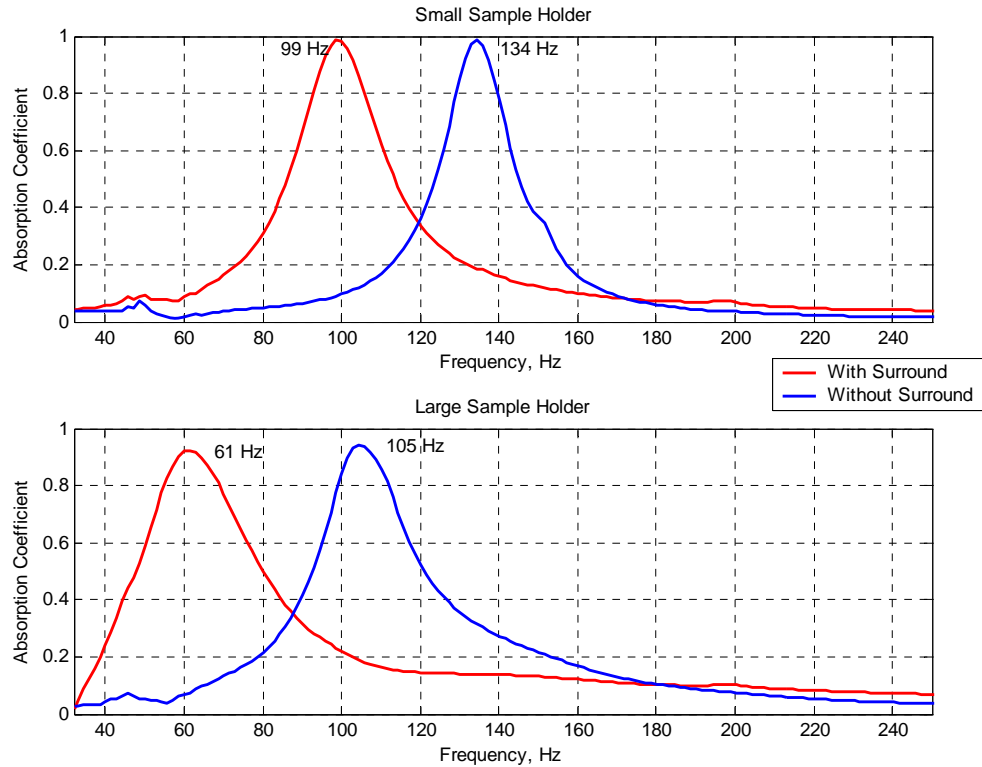 Small Sample Holder
99 Hz
134 Hz
1
0.8
0.6
0.4
0.2
0
Absorption Coefficient
40 60 80 100 120 140 160 180 200 220 240
Frequency, Hz
With Surround
Without Surround
Large Sample Holder
61 Hz
105 Hz
1
0.8
0.6
0.4
0.2
0
Absorption Coefficient
40 60 80 100 120 140 160 180 200 220 240
Frequency, Hz